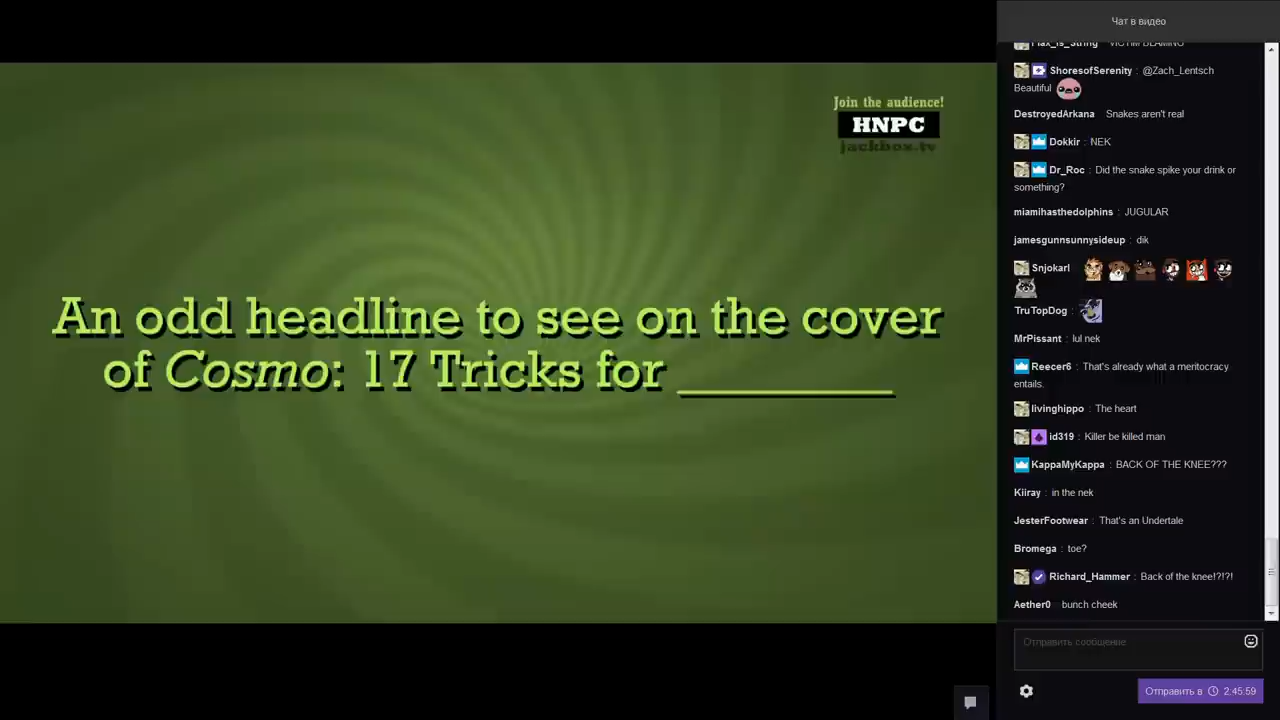 Join the audience!
HNPC
jackbox.tv
An odd headline to see on the cover
of Cosmo: 17 Tricks for __________
Чат в видео
Flax_Is_String VICTIM BLAMING
ShoresofSerenity : @Zach_Lentsch
Beautiful
DestroyedArkana Snakes aren't real
Dokkir : NEK
Dr_Roc : Did the snake spike your drink or
something?
miamihasthedolphins : JUGULAR
jamesgunnsunnysideup : dik
Snjokarl
TruTopDog :
MrPissant : lul nek
Reecer6 : That's already what a meritocracy
entails.
livinghippo : The heart
id319 : Killer be killed man
KappaMyKappa : BACK OF THE KNEE???
Kiiray : in the nek
JesterFootwear : That's an Undertale
Bromega : toe?
Richard_Hammer : Back of the knee!?!?!
Aether0 bunch cheek
Отправить сообщение
Отправить в 2:45:59